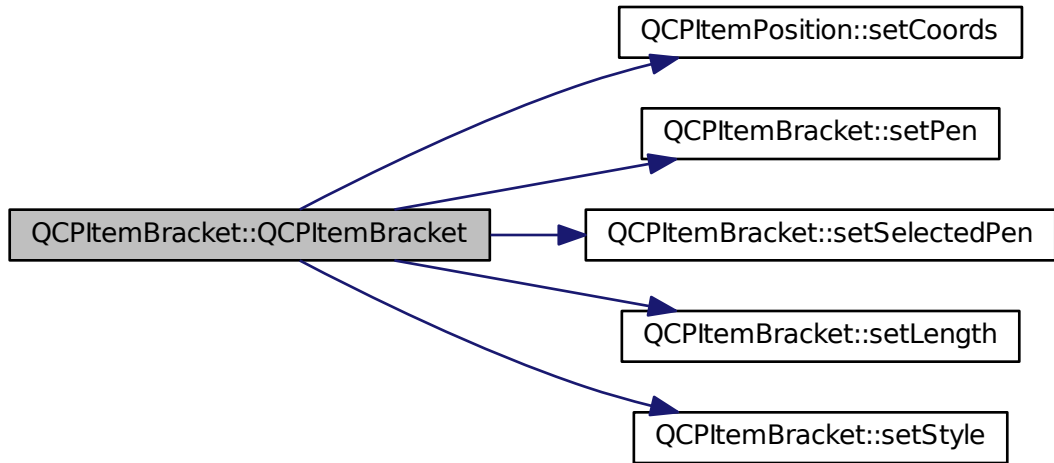 QCPItemPosition::setCoords
QCPItemBracket::setPen
QCPItemBracket::QCPItemBracket
QCPItemBracket::setSelectedPen
QCPItemBracket::setLength
QCPItemBracket::setStyle